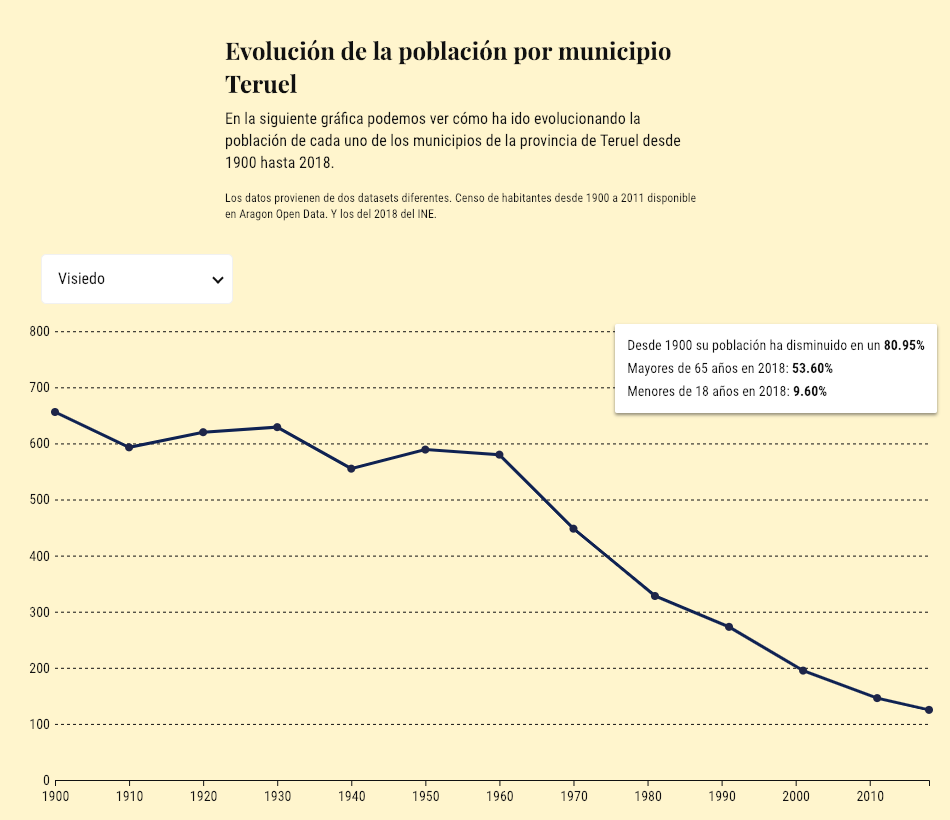 Evolución de la población por municipio
Teruel
En la siguiente gráfica podemos ver cómo ha ido evolucionando la
población de cada uno de los municipios de la provincia de Teruel desde
1900 hasta 2018.
Los datos provienen de dos datasets diferentes. Censo de habitantes desde 1900 a 2011 disponible
en Aragon Open Data. Y los del 2018 del INE.
Visiedo
Desde 1900 su población ha disminuido en un 80.95%
Mayores de 65 años en 2018: 53.60%
Menores de 18 años en 2018: 9.60%
800
700
600
500
400
300
200
100
0
1900 1910 1920 1930 1940 1950 1960 1970 1980 1990 2000 2010